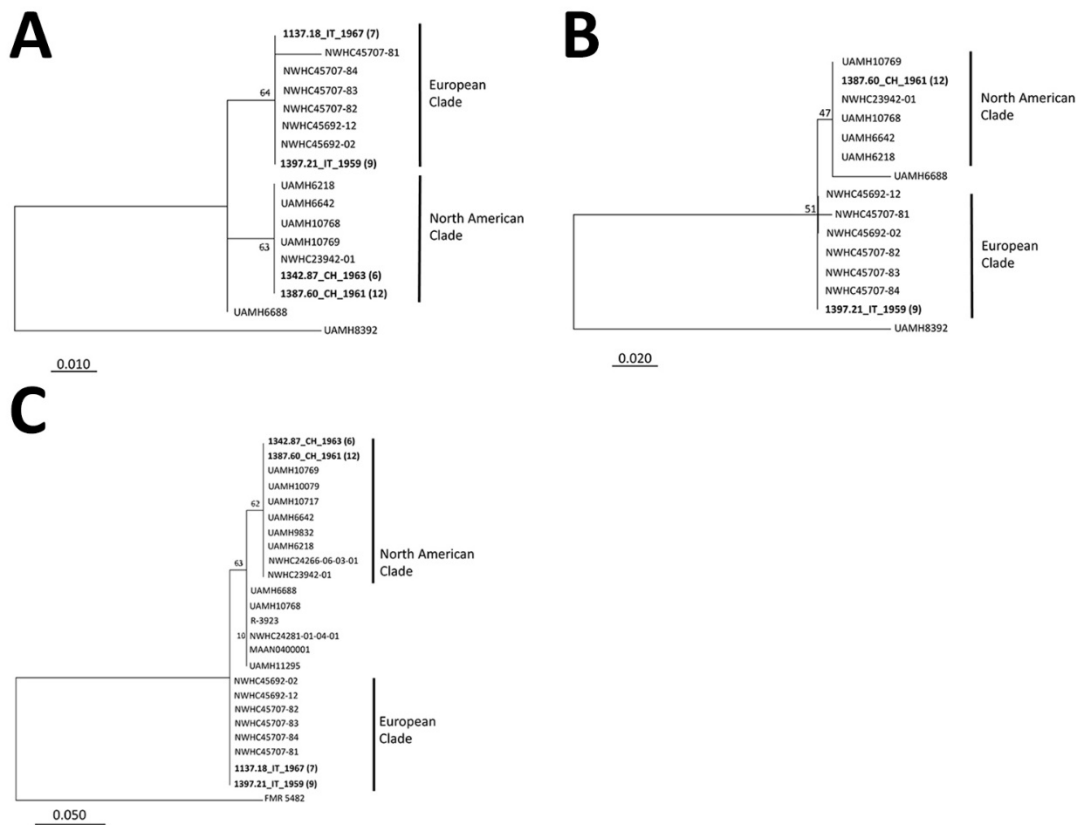 A
1137.18_IT_1967 (7)
NWHC45707-81
NWHC45707-84
NWHC45707-83
NWHC45707-82
NWHC45692-12
NWHC45692-02
1397.21_IT_1959 (9)
64
European
Clade
UAMH6218
UAMH6642
UAMH10768
UAMH10769
NWHC23942-01
1342.87_CH_1963 (6)
1387.60_CH_1961 (12)
63
North American
Clade
UAMH6688
UAMH8392
0.010
B
UAMH10769
1387.60_CH_1961 (12)
NWHC23942-01
UAMH10768
UAMH6642
UAMH6218
47
North American
Clade
UAMH6688
NWHC45692-12
NWHC45707-81
NWHC45692-02
NWHC45707-82
NWHC45707-83
NWHC45707-84
1397.21_IT_1959 (9)
51
European
Clade
UAMH8392
0.020
C
1342.87_CH_1963 (6)
1387.60_CH_1961 (12)
UAMH10769
UAMH10079
UAMH10717
UAMH6642
UAMH9832
UAMH6218
NWHC24266-06-03-01
NWHC23942-01
62
North American
Clade
63
UAMH6688
UAMH10768
R-3923
NWHC24281-01-04-01
MAAN0400001
UAMH11295
10
NWHC45692-02
NWHC45692-12
NWHC45707-82
NWHC45707-83
NWHC45707-84
NWHC45707-81
1137.18_IT_1967 (7)
1397.21_IT_1959 (9)
European
Clade
FMR 5482
0.050